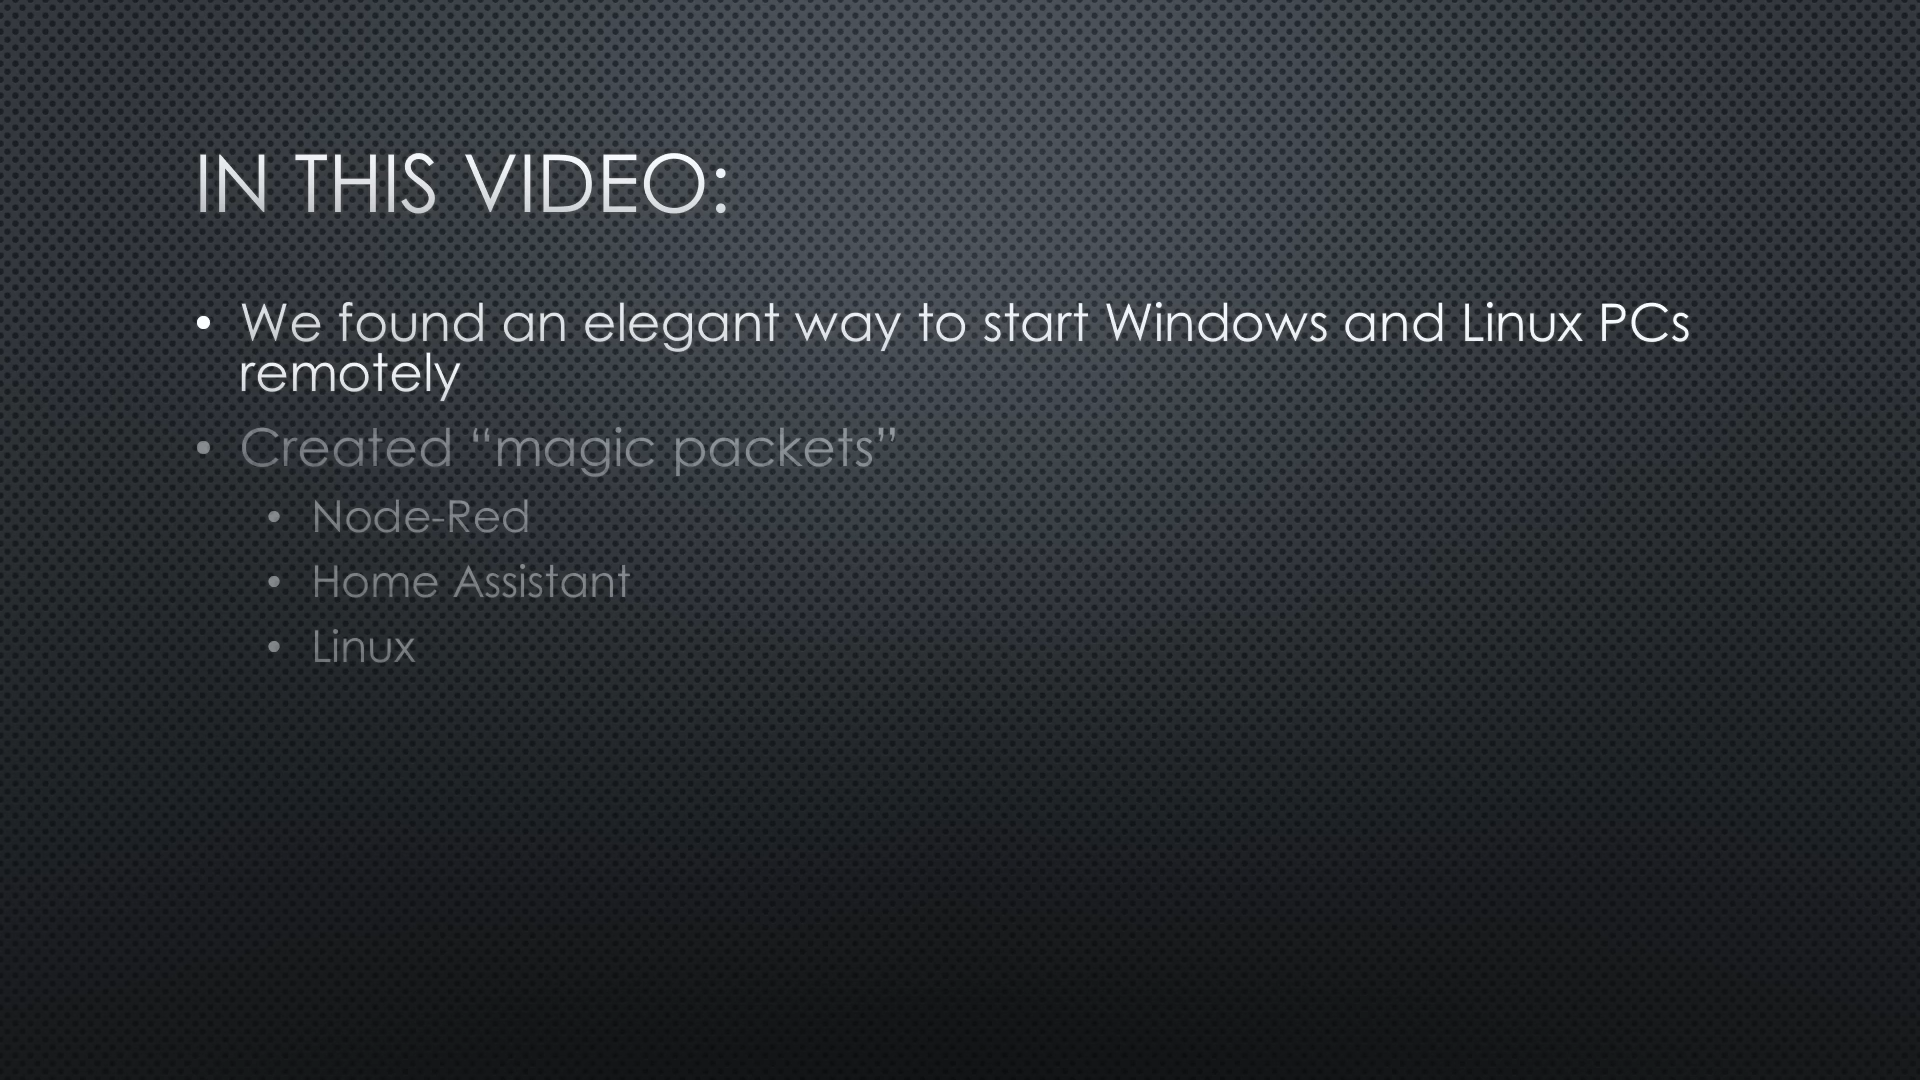 IN THIS VIDEO:
• We found an elegant way to start Windows and Linux PCs
remotely
• Created “magic packets”
• Node-Red
• Home Assistant
• Linux